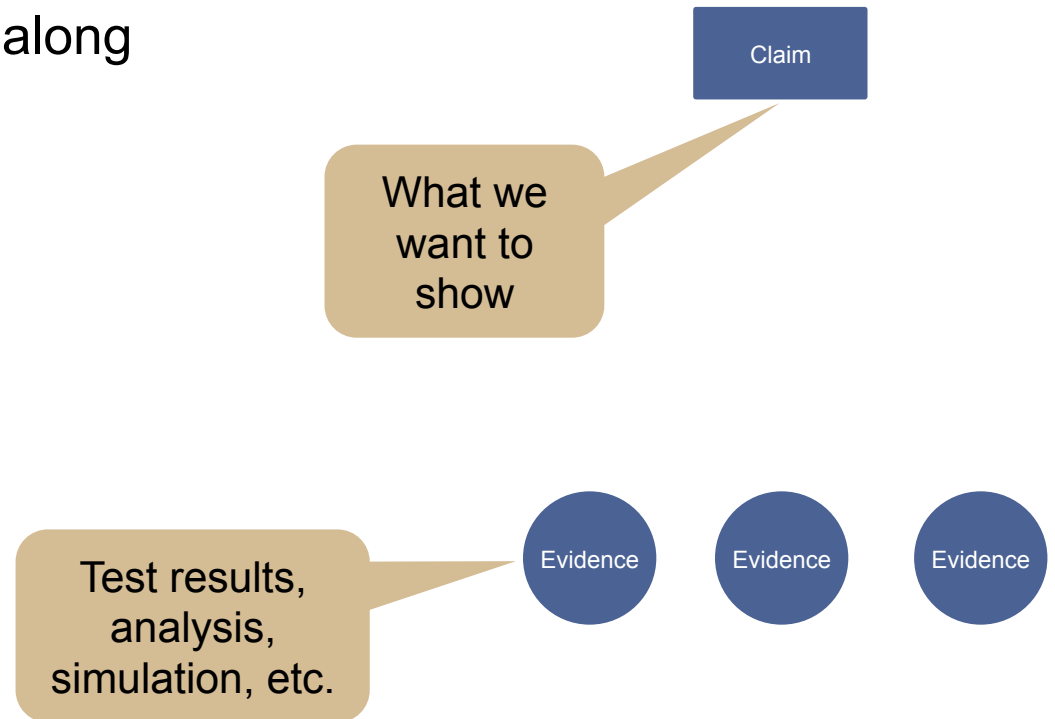 along
Claim
What we
want to
show
Evidence
Evidence
Evidence
Test results,
analysis,
simulation, etc.